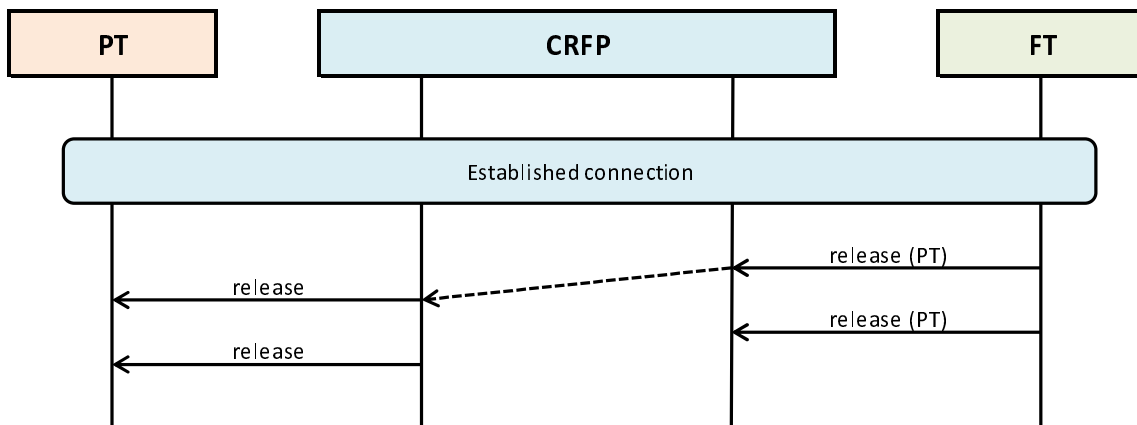 PT
CRFP
FT
Established connection
release (PT)
release
release (PT)
release